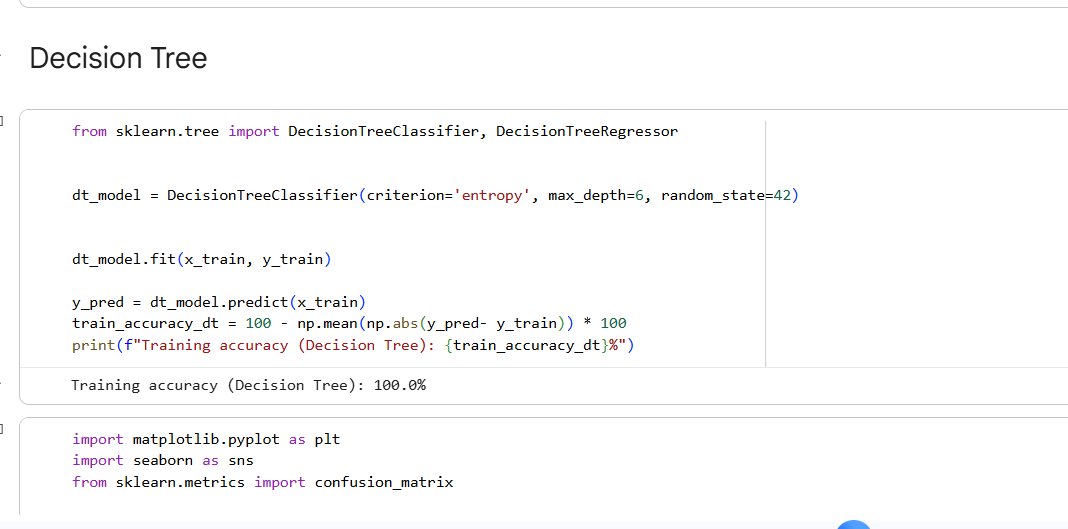 Decision Tree
from sklearn.tree import DecisionTreeClassifier, DecisionTreeRegressor
dt_model = DecisionTreeClassifier(criterion='entropy', max_depth=6, random_state=42)
dt_model.fit(x_train, y_train)
y_pred = dt_model.predict(x_train)
train_accuracy_dt = 100 - np.mean(np.abs(y_pred- y_train)) * 100
print(f"Training accuracy (Decision Tree): {train_accuracy_dt}%")
Training accuracy (Decision Tree): 100.0%
import matplotlib.pyplot as plt
import seaborn as sns
from sklearn.metrics import confusion_matrix